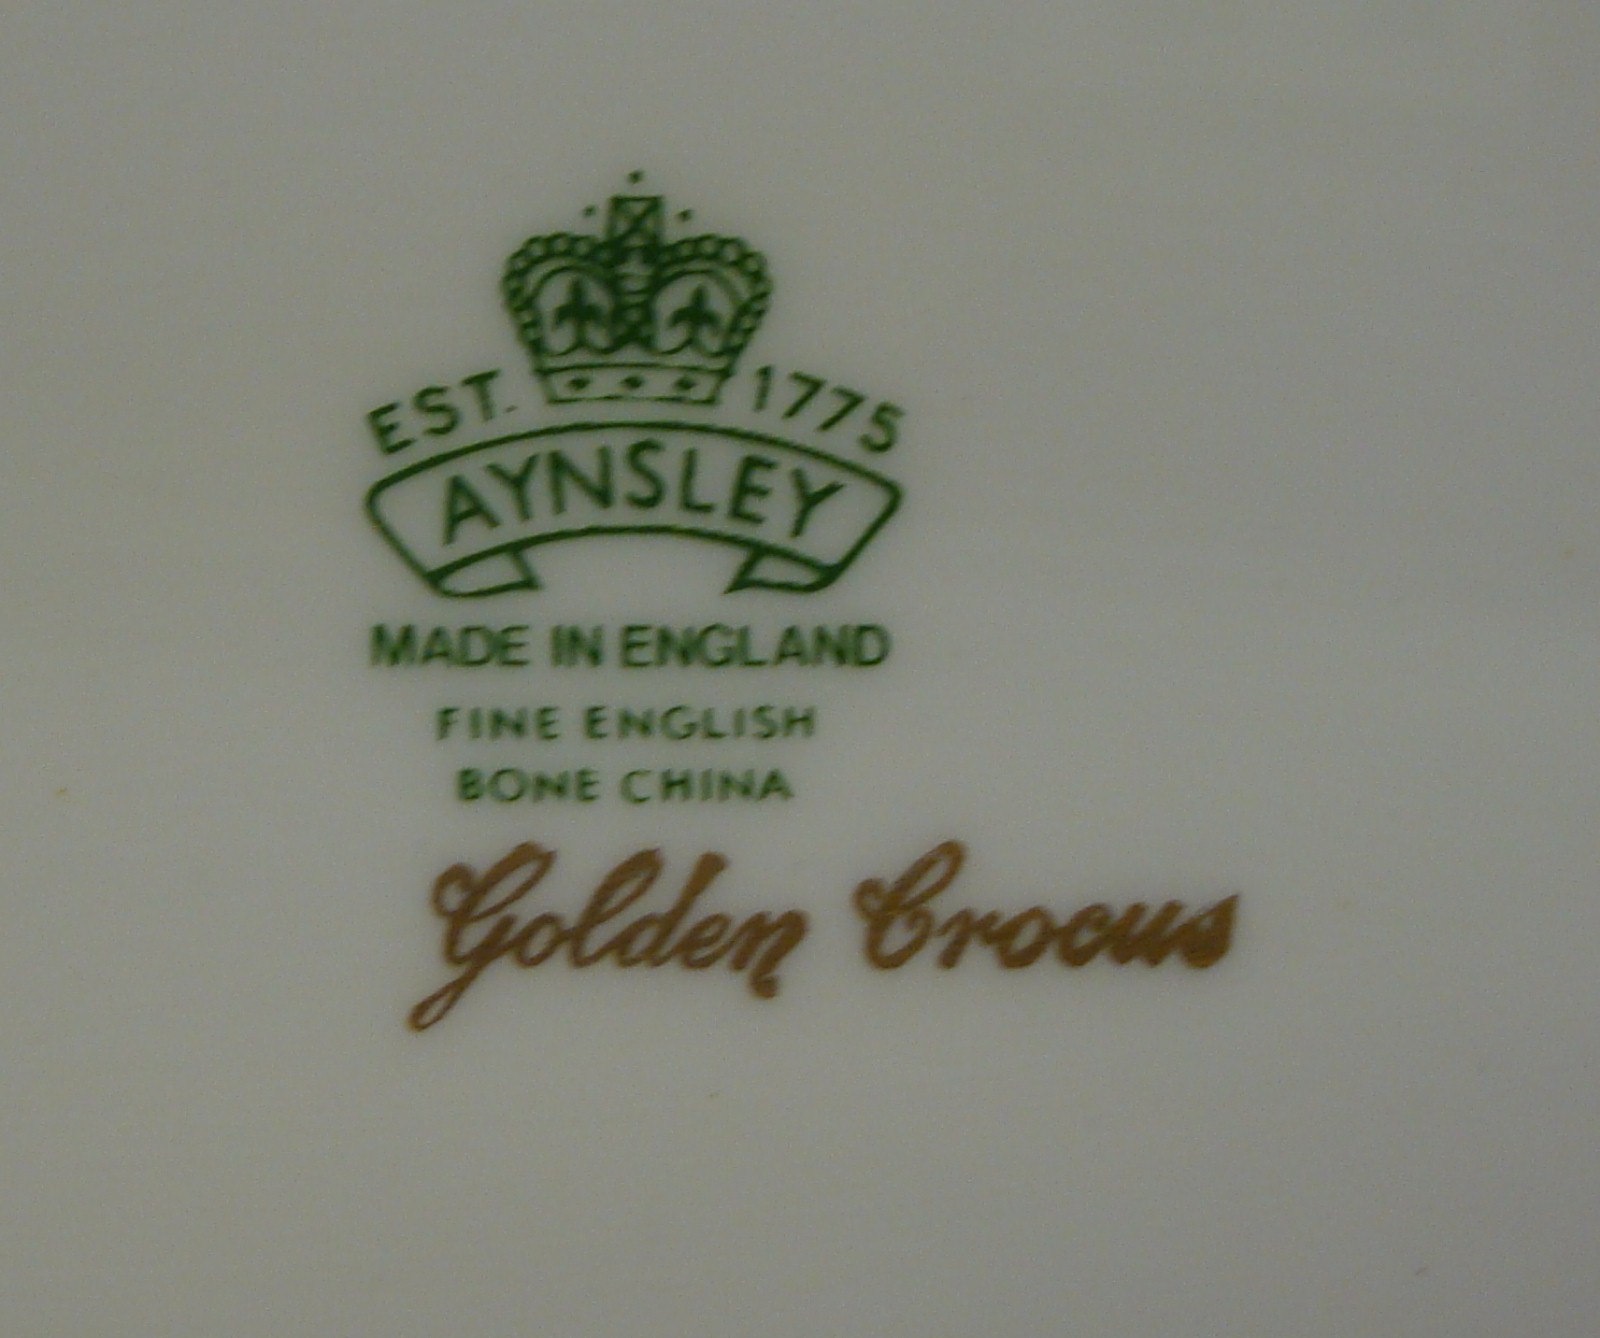 EST. 1775
AYNSLEY
MADE IN ENGLAND
FINE ENGLISH
BONE CHINA
Golden Crocus